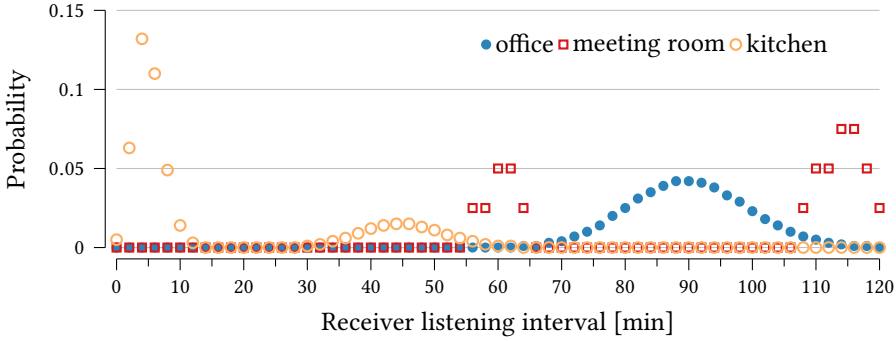 0.15
office meeting room kitchen
0.1
Probability
0.05
0
0 10 20 30 40 50 60 70 80 90 100 110 120
Receiver listening interval [min]